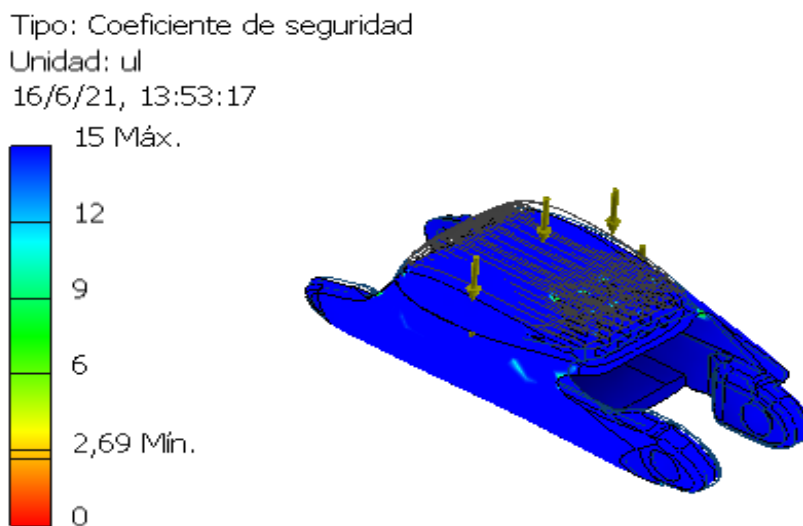 Tipo: Coeficiente de seguridad
Unidad: ul
16/6/21, 13:53:17
15 Máx.
12
9
6
2,69 Mín.
0